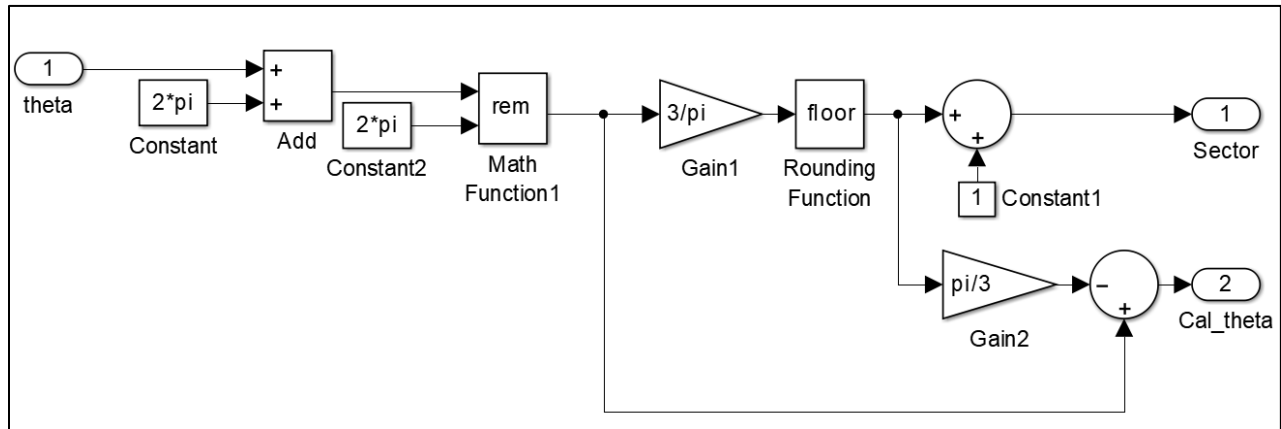 1
theta
2*pi
Constant
+
+
Add
2*pi
Constant2
rem
Math
Function1
3/pi
Gain1
floor
Rounding
Function
+
+
1
Constant1
1
Sector
pi/3
Gain2
−
+
2
Cal_theta